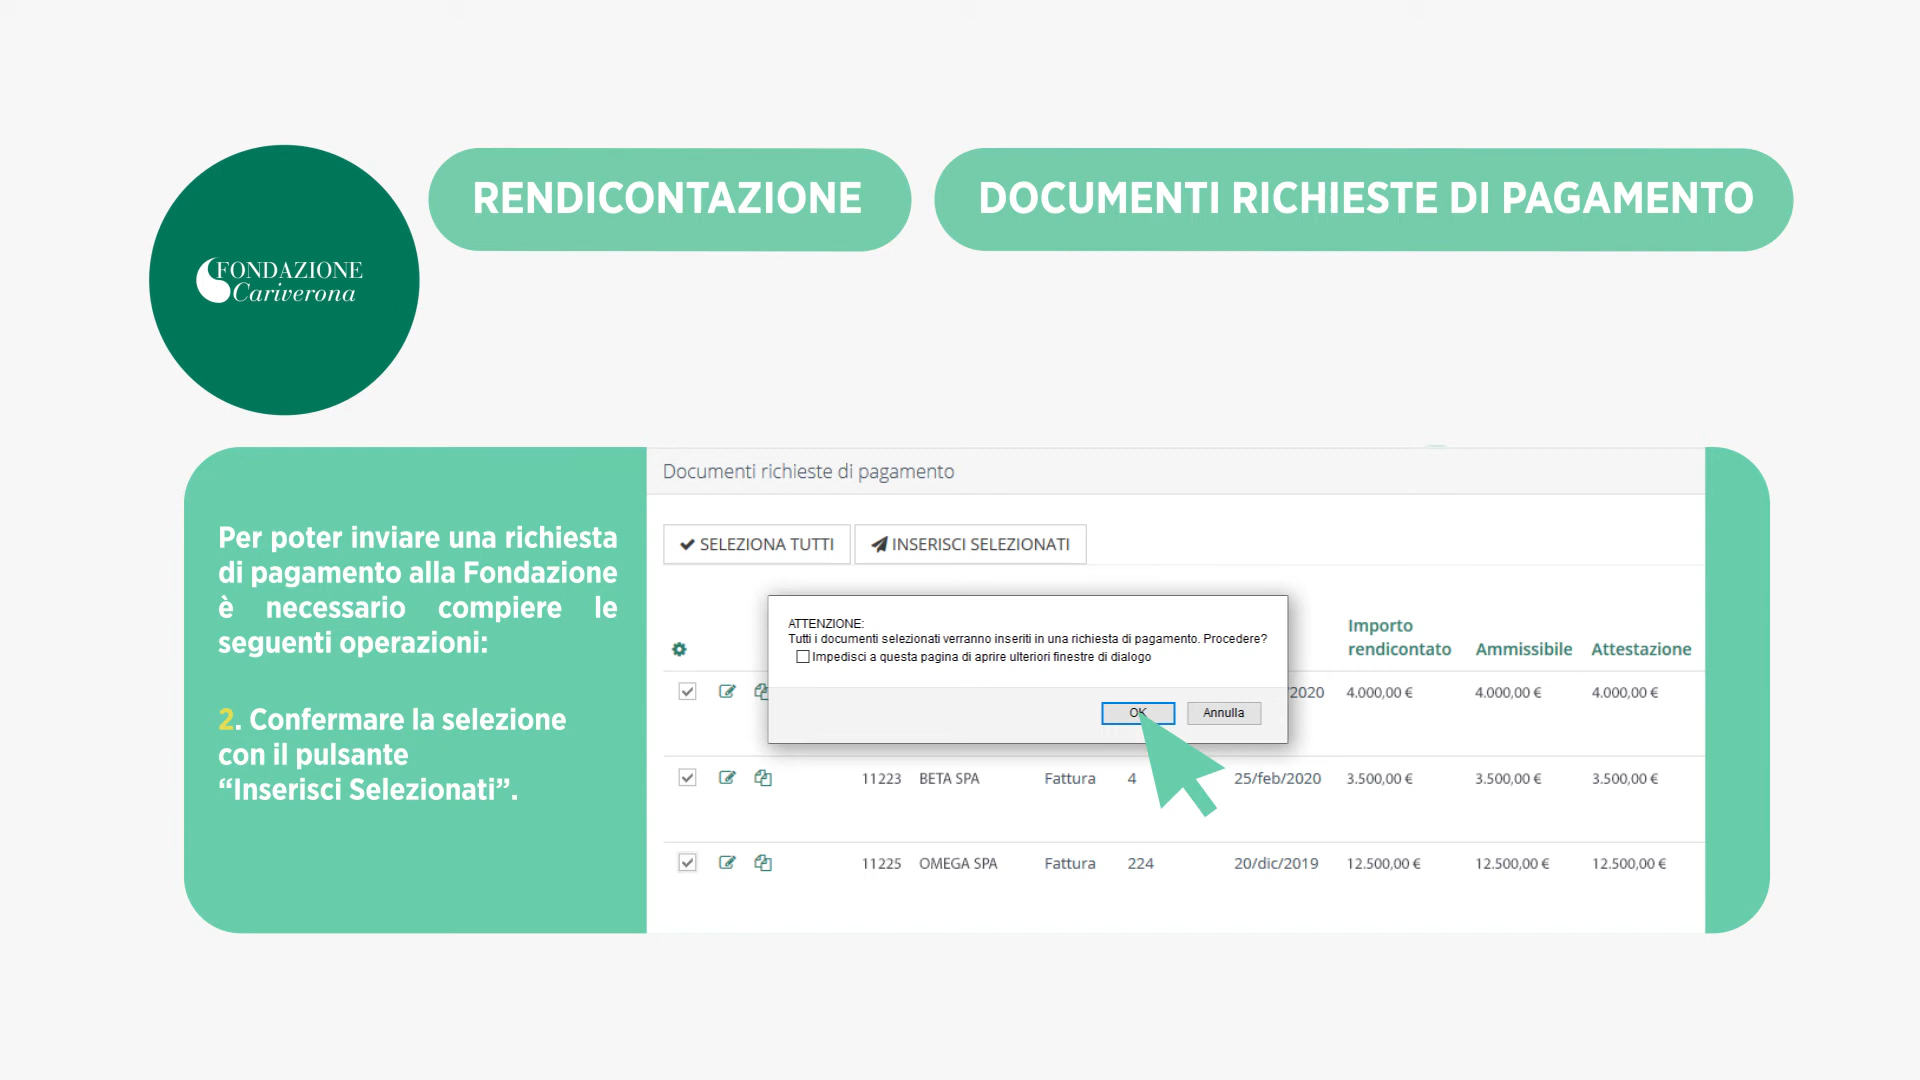 RENDICONTAZIONE
DOCUMENTI RICHIESTE DI PAGAMENTO
FONDAZIONE
Cariverona
Per poter inviare una richiesta
di pagamento alla Fondazione
è necessario compiere le
seguenti operazioni:
2. Confermare la selezione
con il pulsante
“Inserisci Selezionati”.
Documenti richieste di pagamento
SELEZIONA TUTTI
INSERISCI SELEZIONATI
ATTENZIONE:
Tutti i documenti selezionati verranno inseriti in una richiesta di pagamento. Procedere?
Impedisci a questa pagina di aprire ulteriori finestre di dialogo
OK
Annulla
Importo
rendicontato Ammissibile Attestazione
2020 4.000,00 € 4.000,00 € 4.000,00 €
11223 BETA SPA Fattura 4 25/feb/2020 3.500,00 € 3.500,00 € 3.500,00 €
11225 OMEGA SPA Fattura 224 20/dic/2019 12.500,00 € 12.500,00 € 12.500,00 €